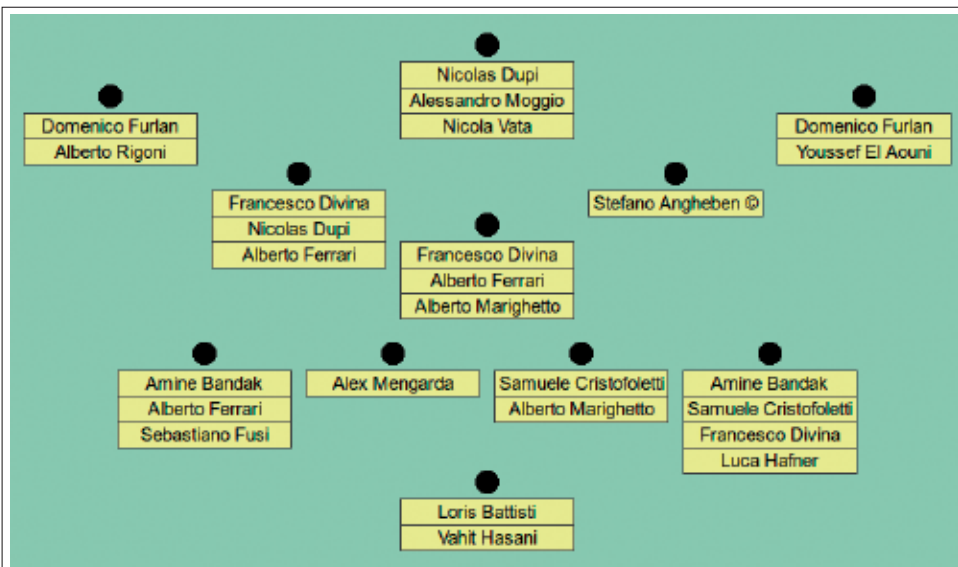 Nicolas Dupi
Alessandro Moggio
Nicola Vata
Domenico Furlan
Alberto Rigoni
Domenico Furlan
Youssef El Aouni
Francesco Divina
Nicolas Dupi
Alberto Ferrari
Stefano Angheben ©
Francesco Divina
Alberto Ferrari
Alberto Marighetto
Amine Bandak
Alberto Ferrari
Sebastiano Fusi
Alex Mengarda
Samuele Cristofoletti
Alberto Marighetto
Amine Bandak
Samuele Cristofoletti
Francesco Divina
Luca Hafner
Loris Battisti
Vahit Hasani